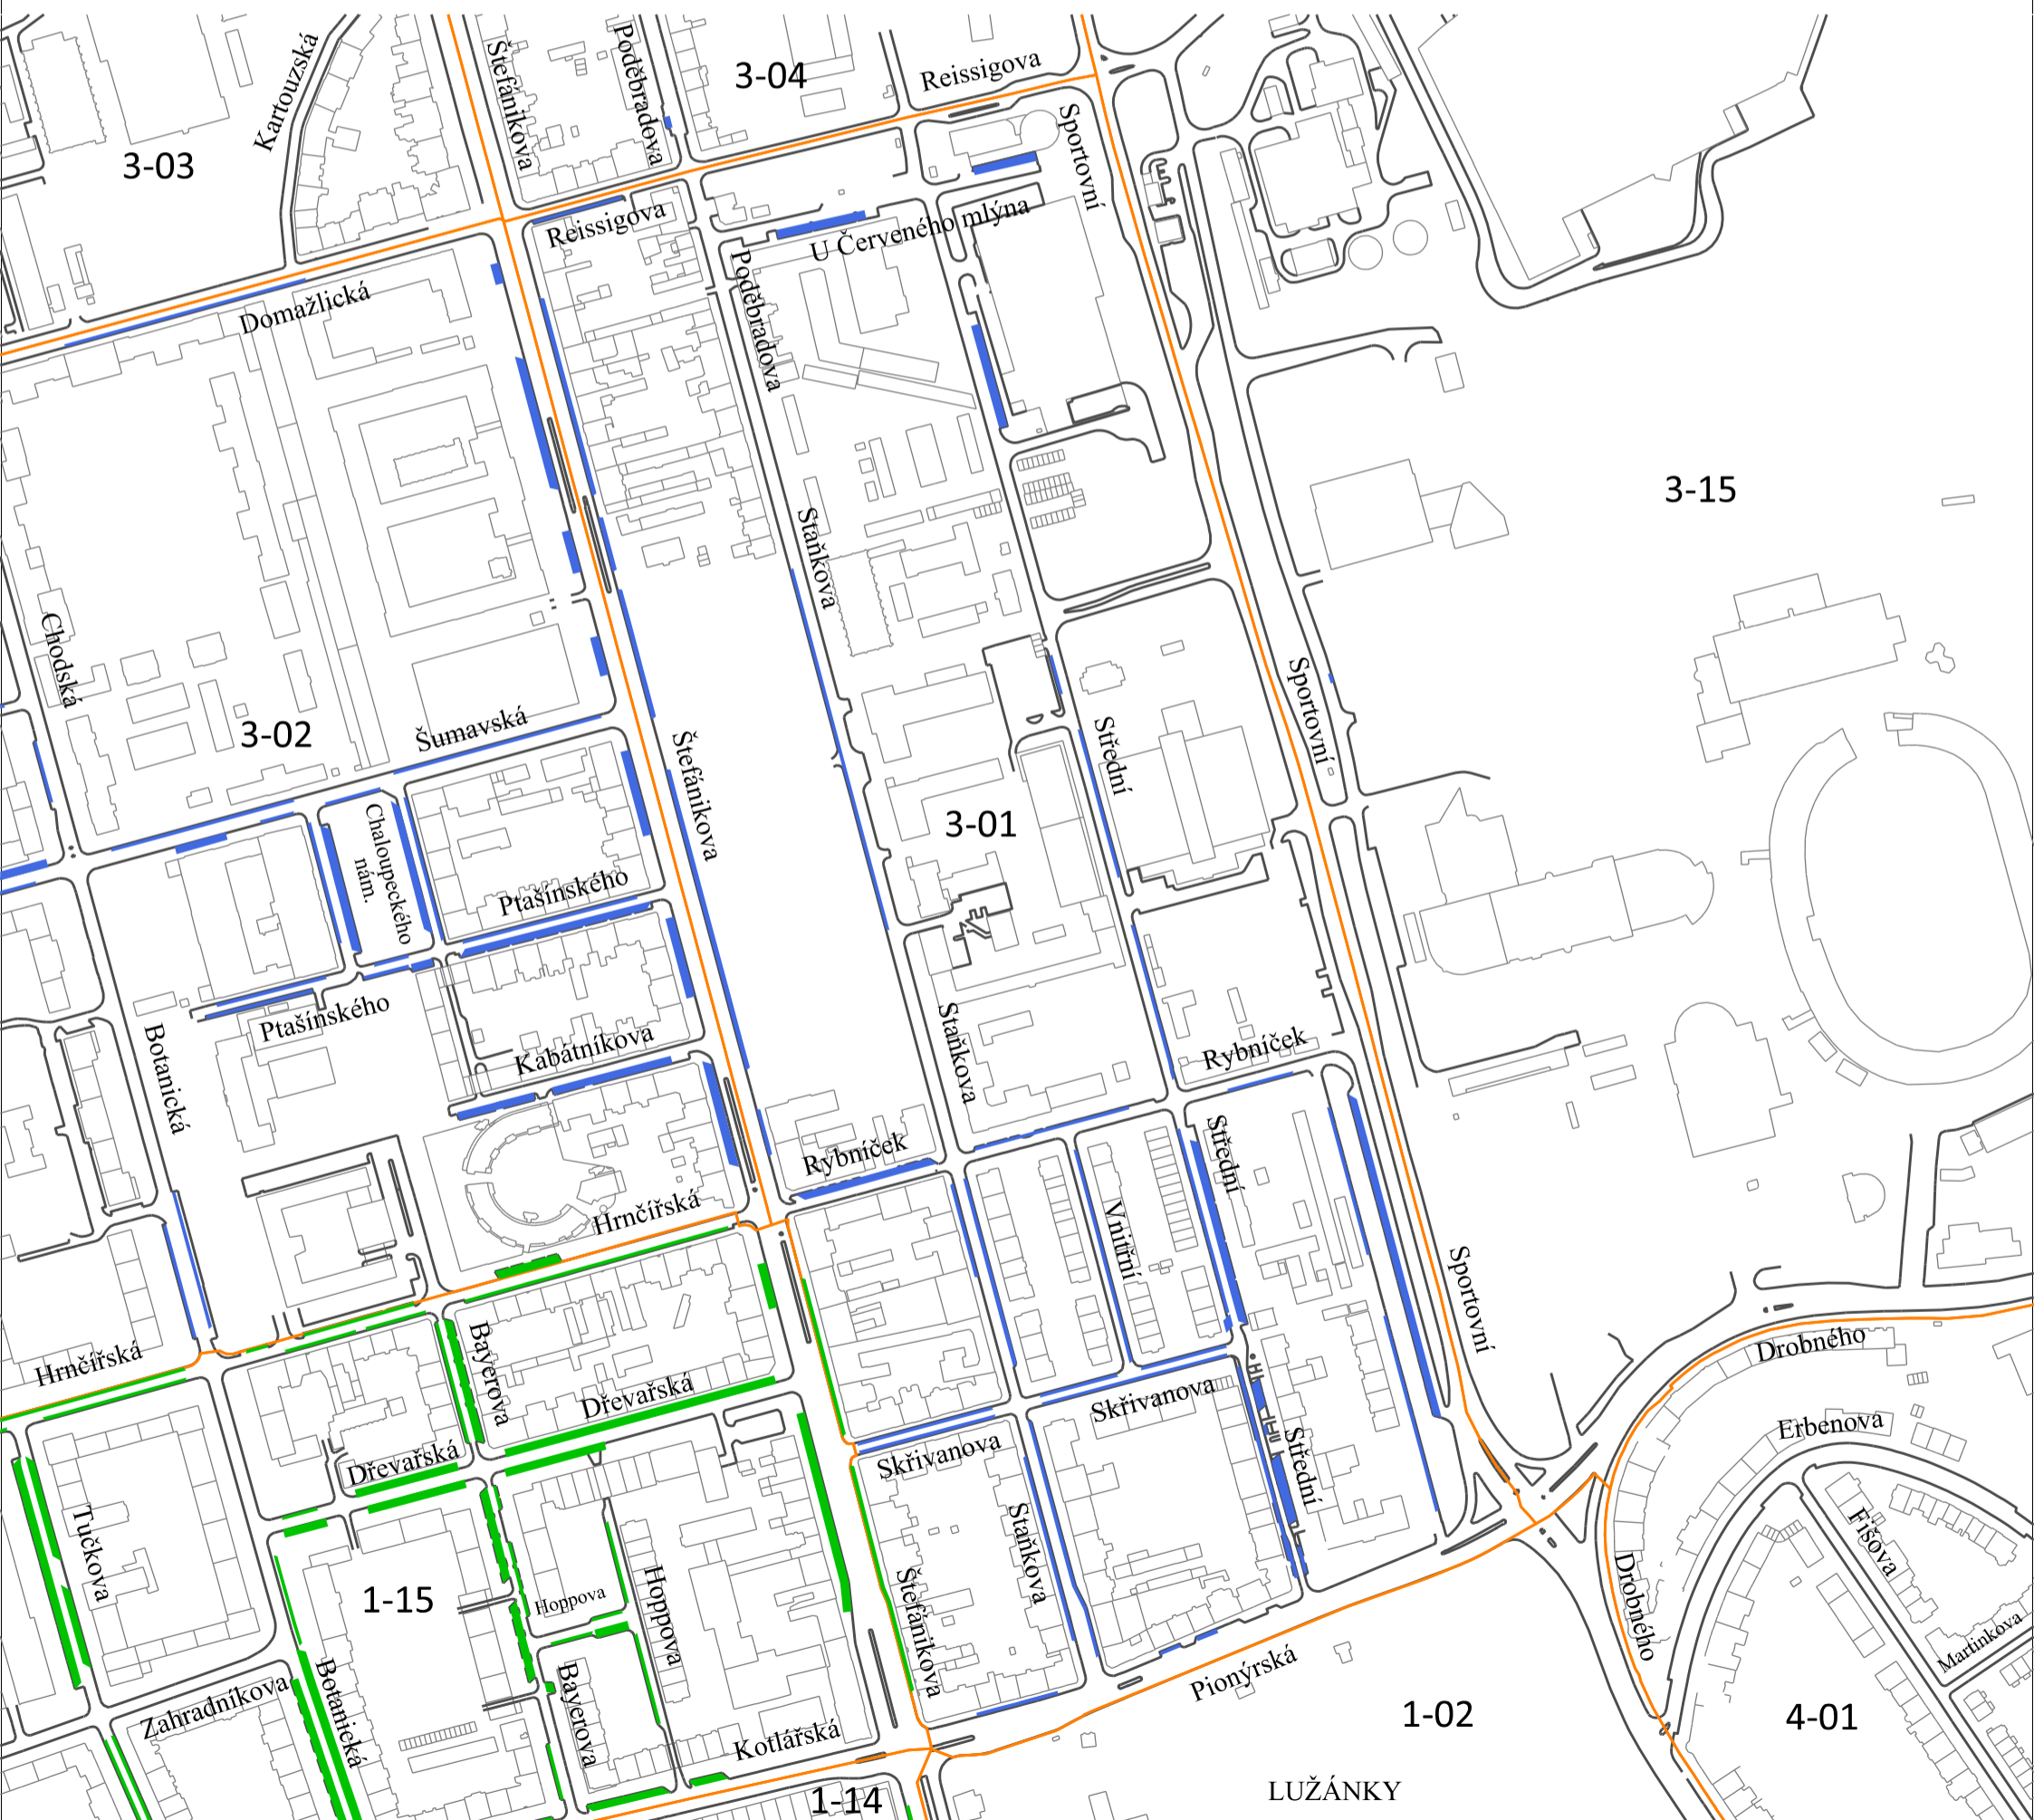 Kartouzská
Štefánikova
Poděbradova
3-04
Reissigova
3-03
Sportovní
Reissigova
U Červeného mlýna
Domažlická
Poděbradova
3-15
Staňkova
Chodská
Sportovní
3-02
Šumavská
Štefánikova
Střední
3-01
Chaloupeckého
nám.
Ptašínského
Ptašínského
Botanická
Kabátníkova
Staňkova
Rybníček
Rybníček
Střední
Hrnčířská
Vnitřní
Sportovní
Hrnčířská
Bayerova
Dřevařská
Skřivanova
Drobného
Erbenova
Dřevařská
Skřivanova
Střední
Tučkova
Staňkova
Fišova
1-15
Hoppova
Hoppova
Štefánikova
Drobného
Martinkova
Zahradníkova
Botanická
Bayerova
Pionýrská
Kotlářská
1-02
4-01
LUŽÁNKY
1-14